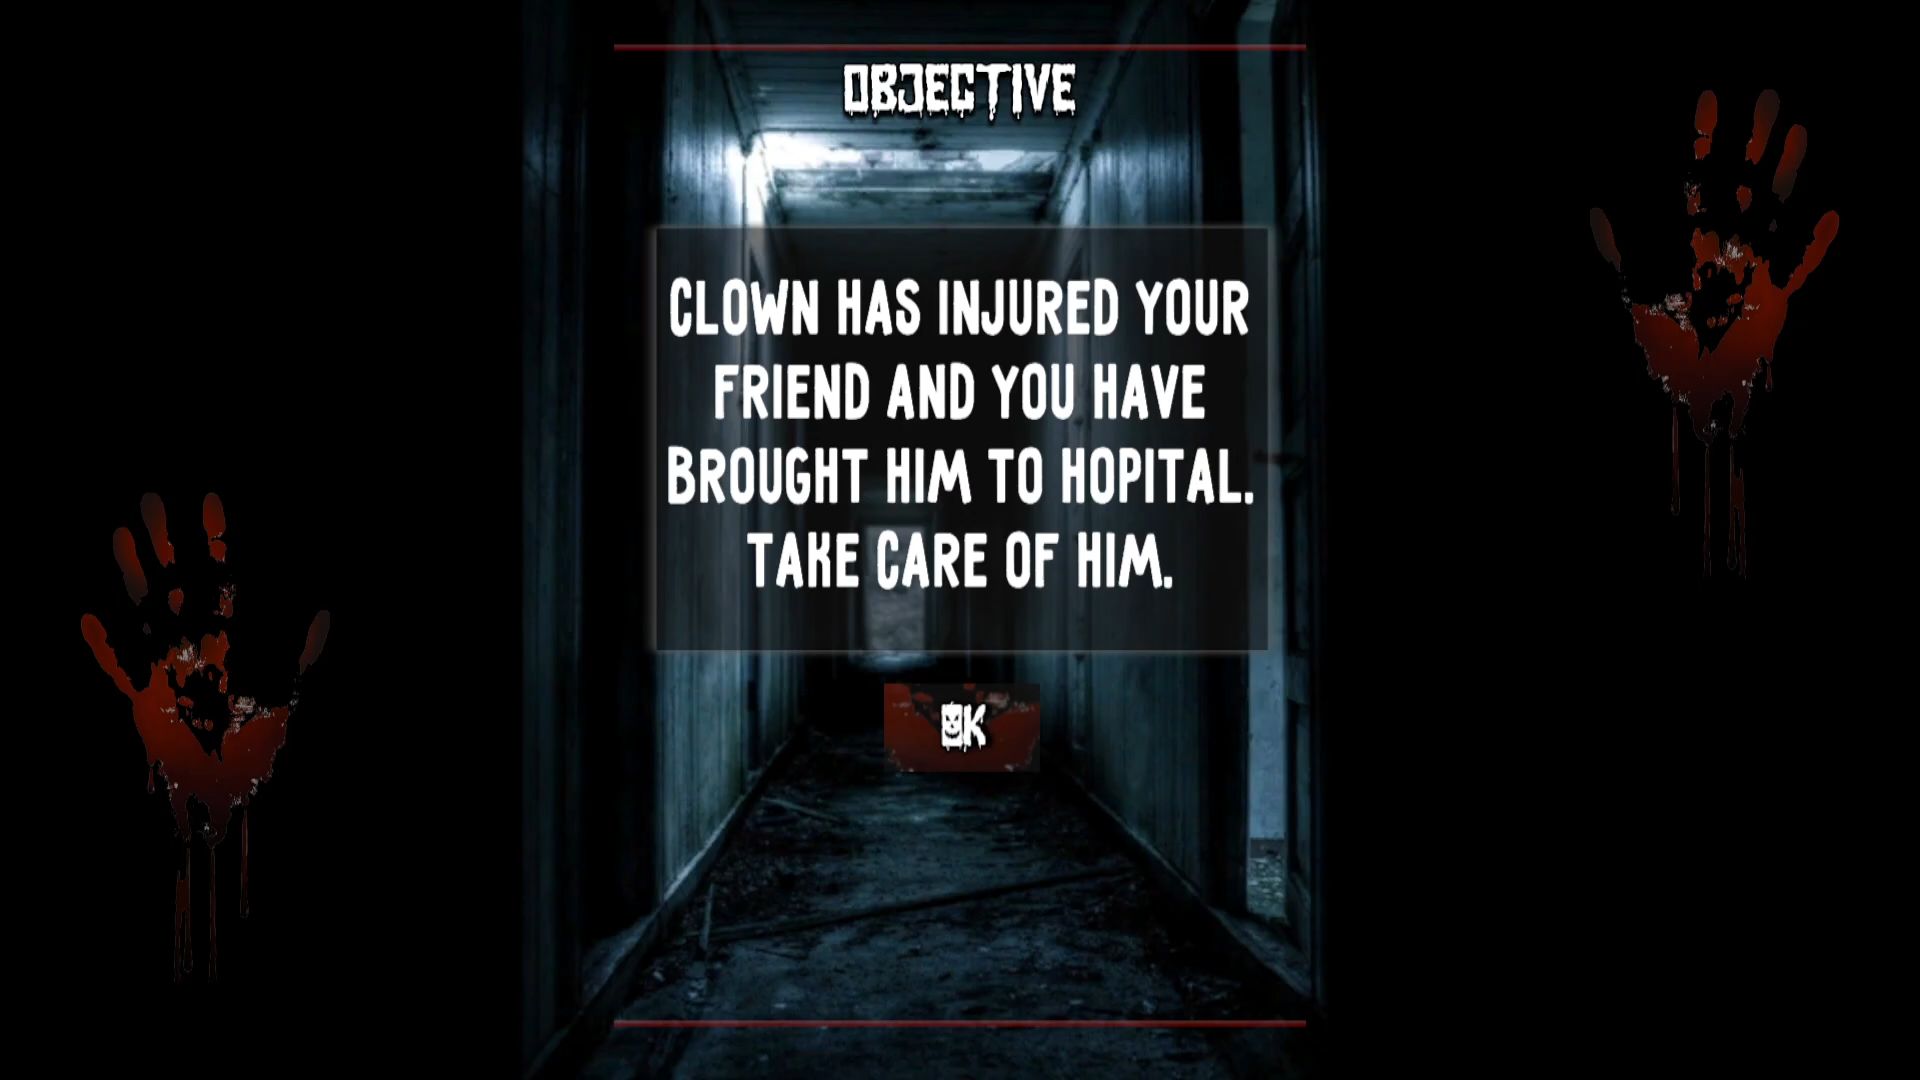 OBJECTIVE
CLOWN HAS INJURED YOUR
FRIEND AND YOU HAVE
BROUGHT HIM TO HOPITAL.
TAKE CARE OF HIM.
OK